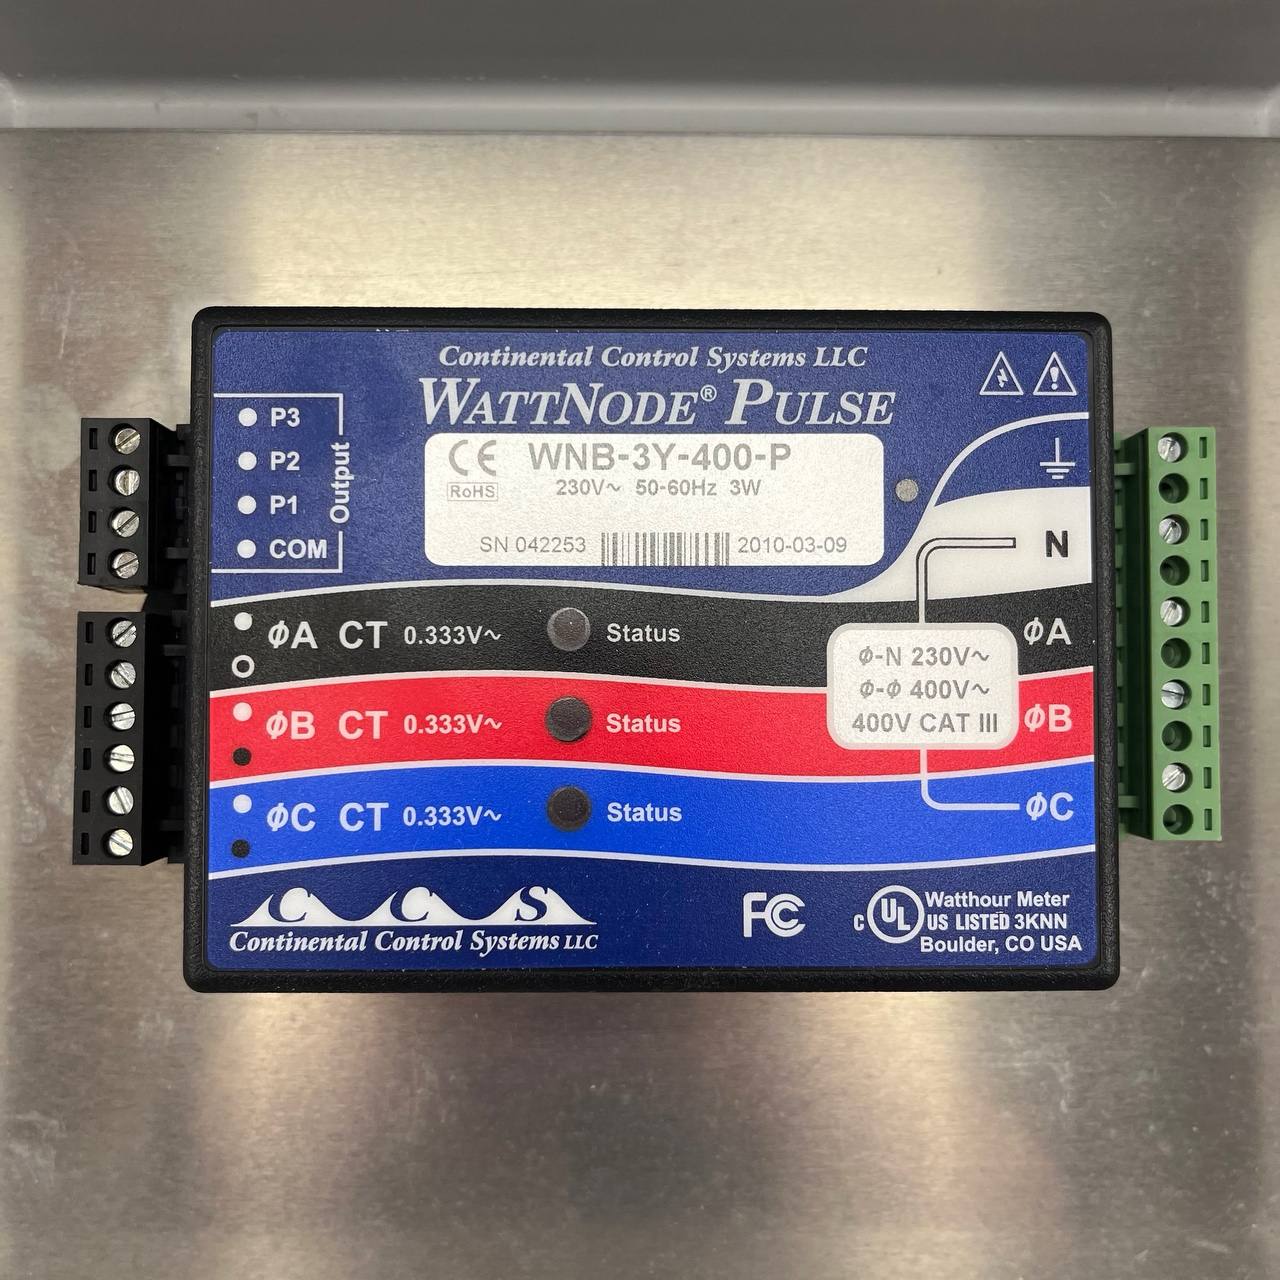 Continental Control Systems LLC
WATTNODE® PULSE
CE WNB-3Y-400-P
RoHS 230V~ 50-60Hz 3W
SN 042253 2010-03-09
P3
P2
P1
COM
Output
N
ϕA CT 0.333V~ Status ϕA
ϕB CT 0.333V~ Status ϕB
ϕC CT 0.333V~ Status ϕC
ϕ-N 230V~
ϕ-ϕ 400V~
400V CAT III
CCS
Continental Control Systems LLC
FC
c UL US LISTED 3KNN
Watthour Meter
Boulder, CO USA